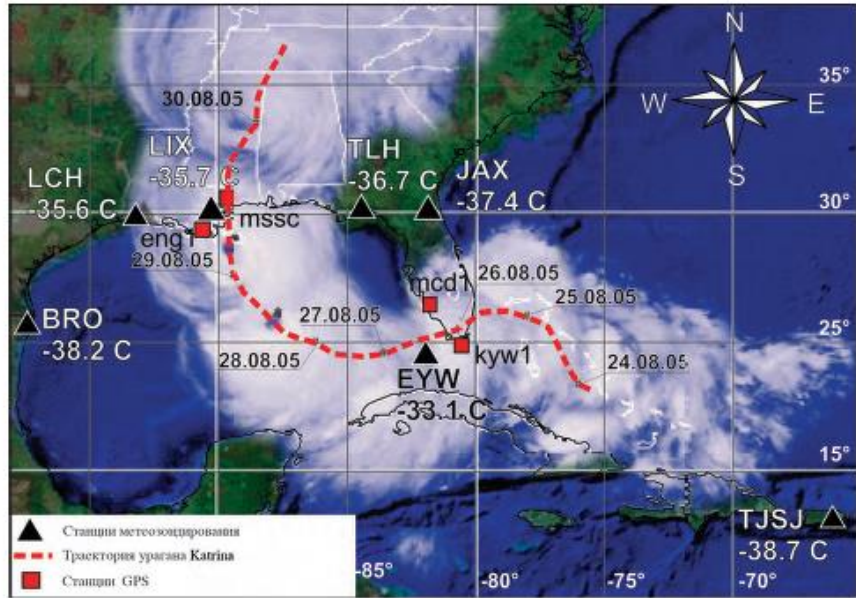 N
35°
30.08.05
W
E
LIX
TLH
S
LCH
-35.7 C
-36.7 C
JAX
-35.6 C
-37.4 C
30°
mssc
eng1
29.08.05
mcd1
26.08.05
27.08.05
25.08.05
BRO
25°
-38.2 C
28.08.05
kyw1
24.08.05
EYW
-33.1 C
15°
TJSJ
-38.7 C
Станции метеозондирования
Траектория урагана Katrina
Станции GPS
-85°
-80°
-75°
-70°